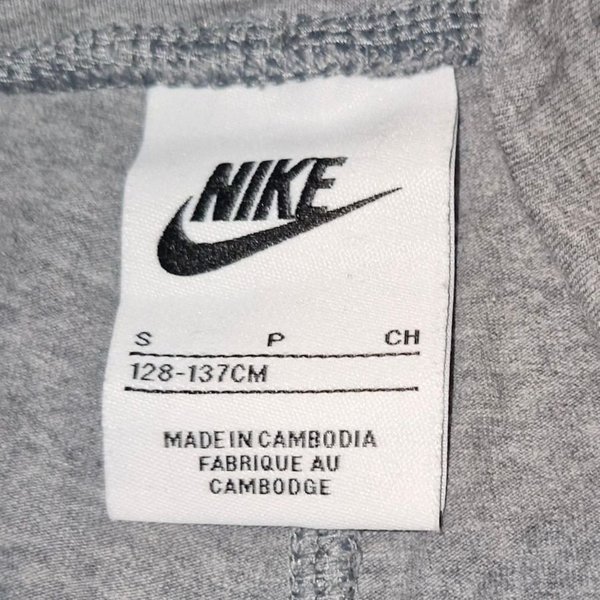 NIKE
S P CH
128-137CM
MADE IN CAMBODIA
FABRIQUE AU
CAMBODGE